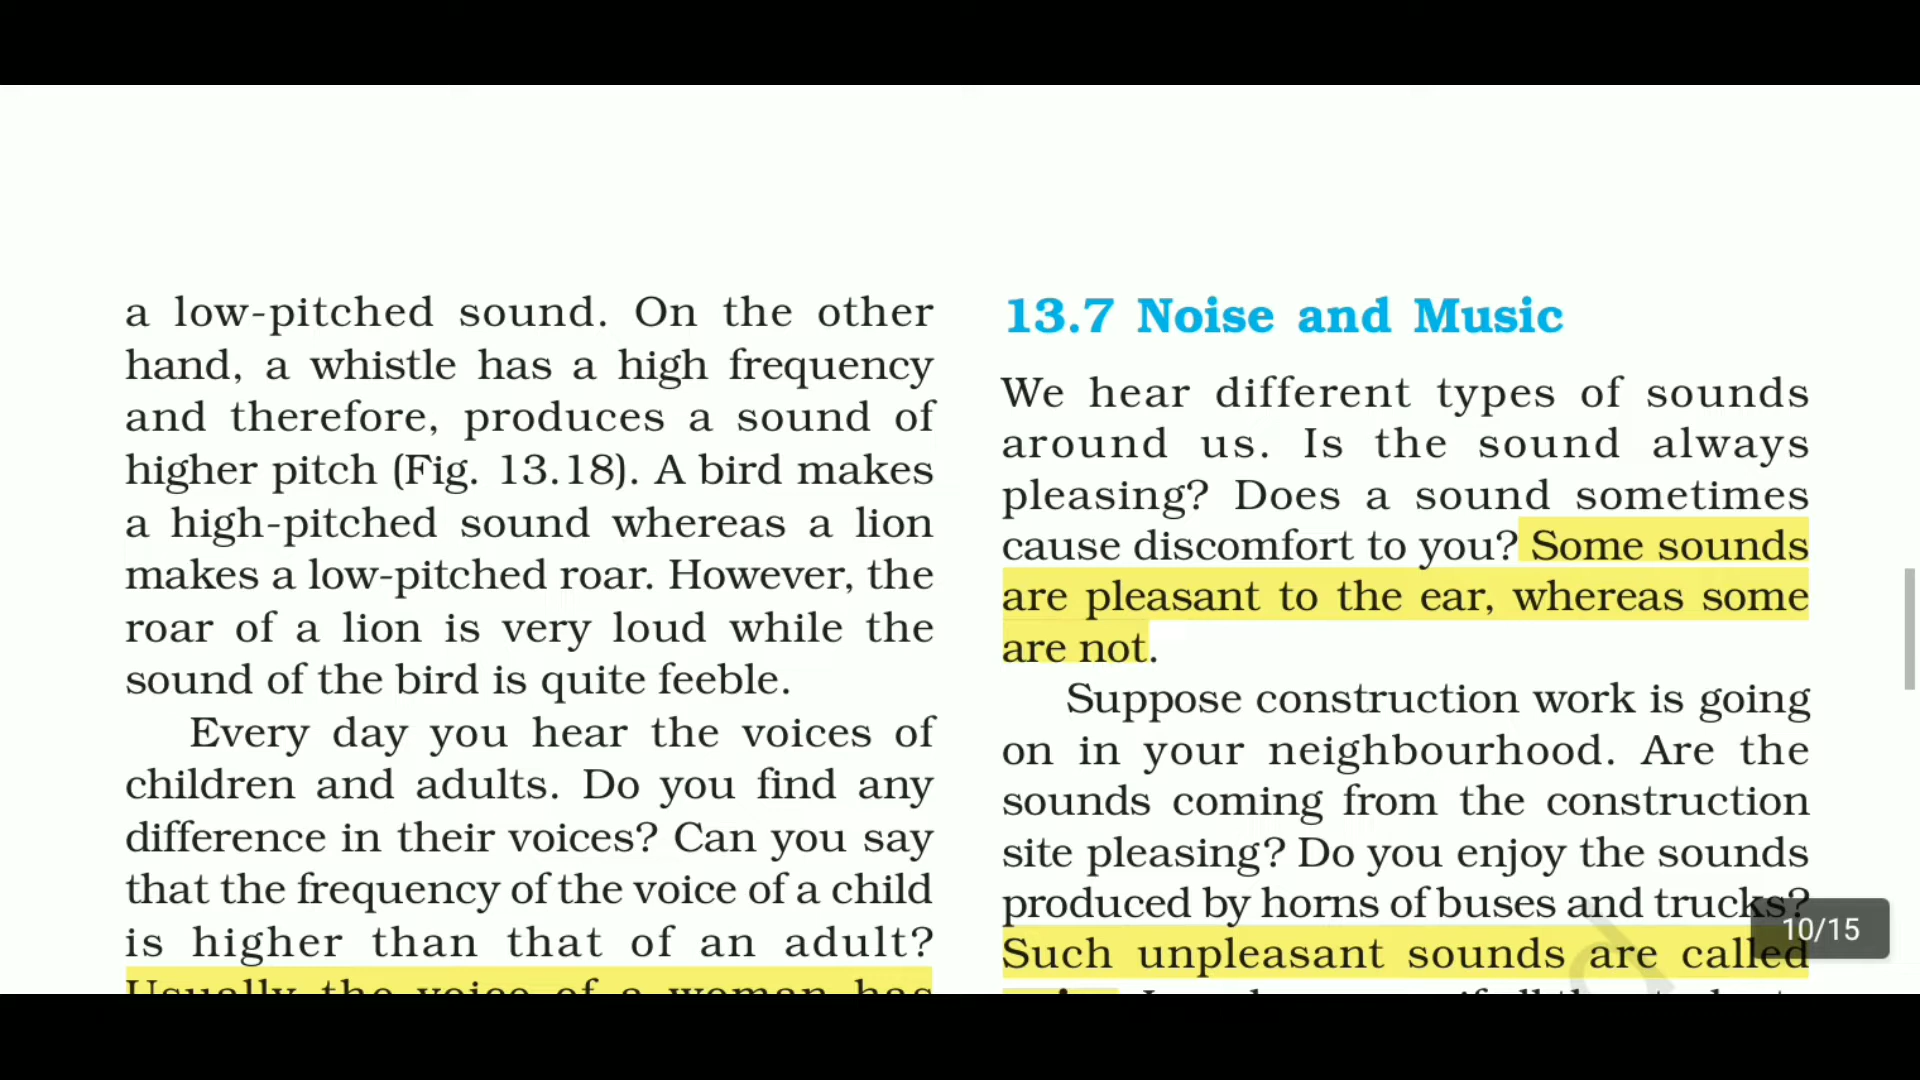 a low-pitched sound. On the other
hand, a whistle has a high frequency
and therefore, produces a sound of
higher pitch (Fig. 13.18). A bird makes
a high-pitched sound whereas a lion
makes a low-pitched roar. However, the
roar of a lion is very loud while the
sound of the bird is quite feeble.
Every day you hear the voices of
children and adults. Do you find any
difference in their voices? Can you say
that the frequency of the voice of a child
is higher than that of an adult?
Usually the voice of a woman has
13.7 Noise and Music
We hear different types of sounds
around us. Is the sound always
pleasing? Does a sound sometimes
cause discomfort to you? Some sounds
are pleasant to the ear, whereas some
are not.
Suppose construction work is going
on in your neighbourhood. Are the
sounds coming from the construction
site pleasing? Do you enjoy the sounds
produced by horns of buses and trucks?
Such unpleasant sounds are called
10/15